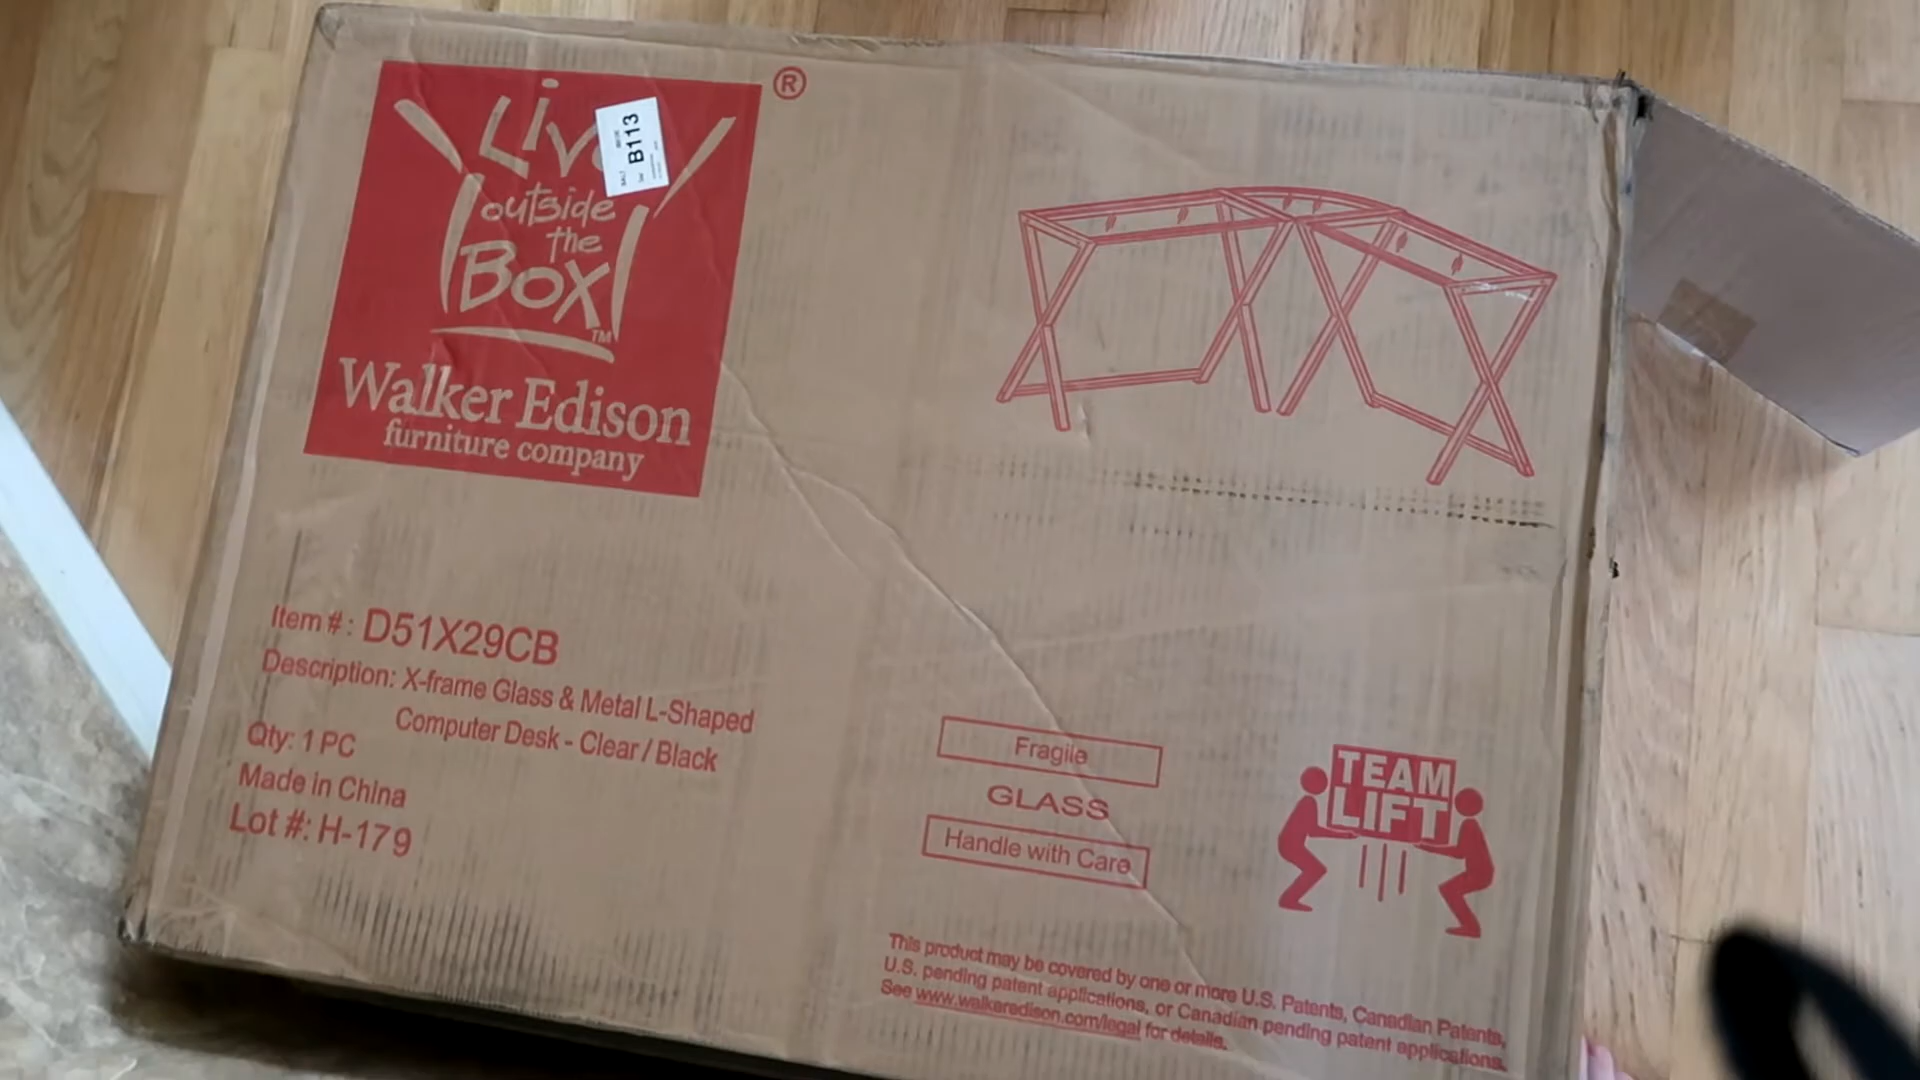 Live
outside
the
BOX
TM
®
B113
Walker Edison
furniture company
Item #: D51X29CB
Description: X-frame Glass & Metal L-Shaped
Computer Desk - Clear / Black
Qty: 1 PC
Made in China
Lot #: H-179
Fragile
GLASS
Handle with Care
TEAM
LIFT
This product may be covered by one or more U.S. Patents, Canadian Patents,
U.S. pending patent applications, or Canadian pending patent applications.
See www.walkeredison.com/legal for details.